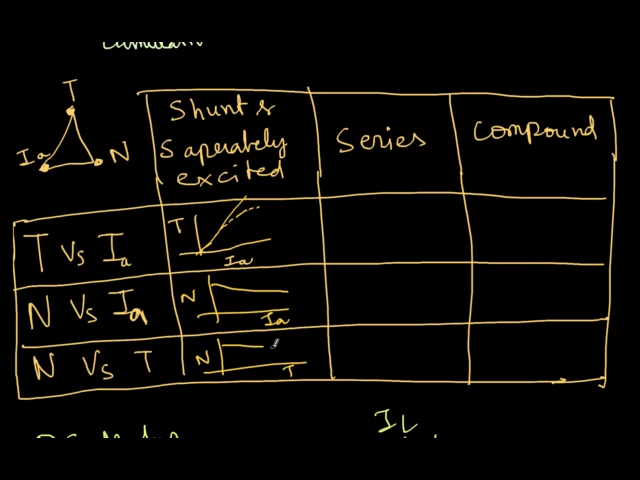 T
Ia N
Shunt &
Saperately
excited
Series
Compound
T Vs Ia
T
Ia
N Vs Ia
N
Ia
N Vs T
N
T
IL